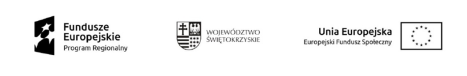 Fundusze
Europejskie
Program Regionalny
WOJEWÓDZTWO
ŚWIĘTOKRZYSKIE
Unia Europejska
Europejski Fundusz Społeczny